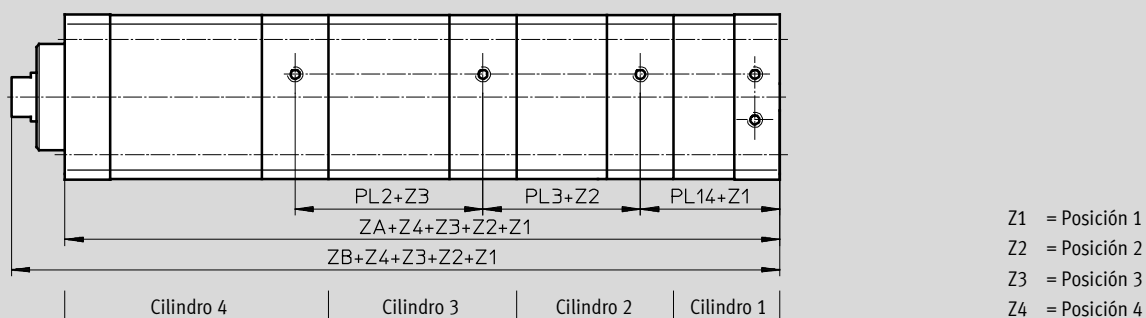 PL2+Z3 PL3+Z2 PL14+Z1
ZA+Z4+Z3+Z2+Z1
ZB+Z4+Z3+Z2+Z1
Cilindro 4 Cilindro 3 Cilindro 2 Cilindro 1
Z1 = Posición 1
Z2 = Posición 2
Z3 = Posición 3
Z4 = Posición 4